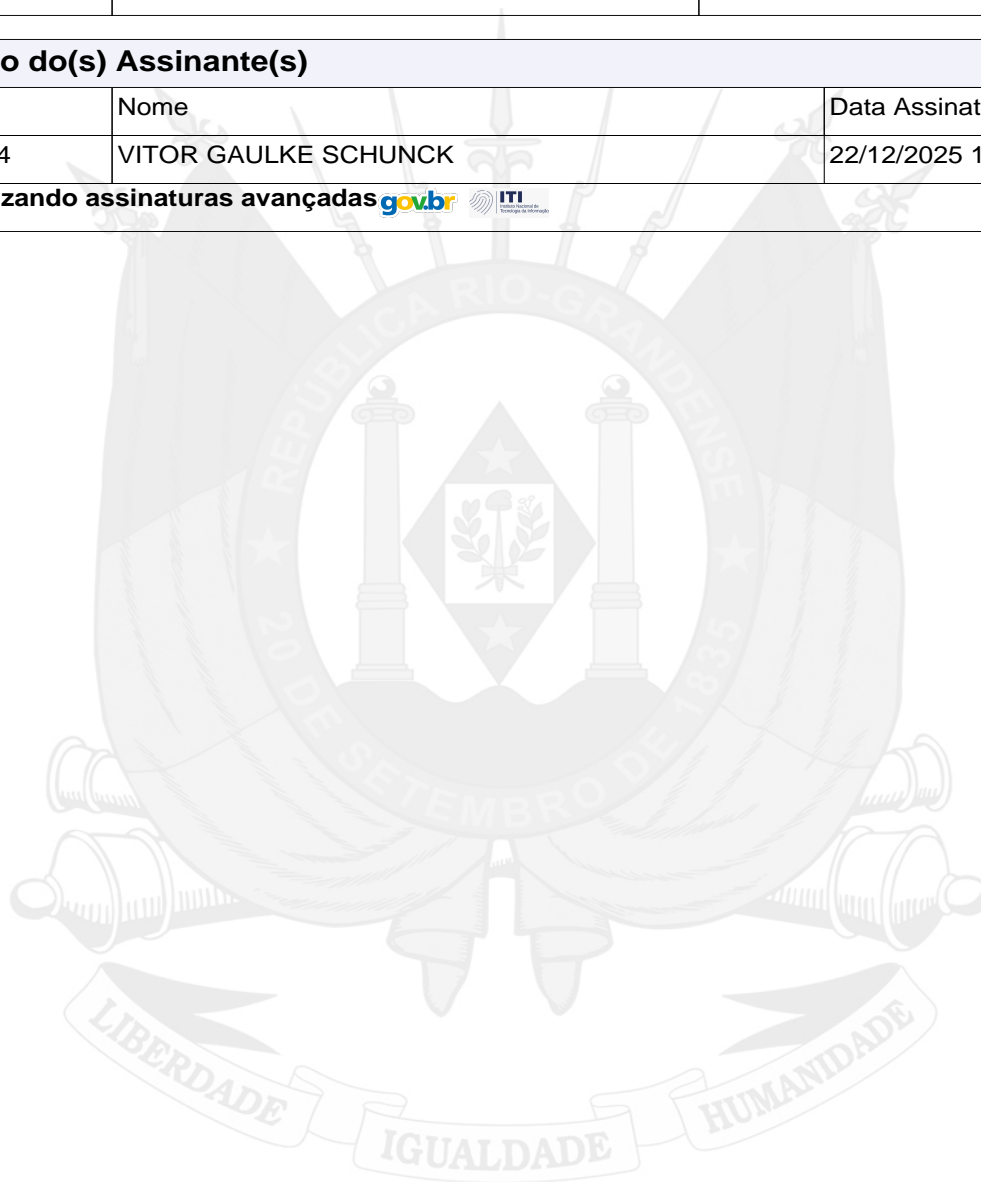 o do(s) Assinante(s)
Nome
Data Assinat
4
VITOR GAULKE SCHUNCK
22/12/2025 1
zando assinaturas avançadas gov.br ITI
REPÚBLICA RIO-GRANDENSE
20 DE SETEMBRO DE 1835
LIBERDADE
IGUALDADE
HUMANIDADE